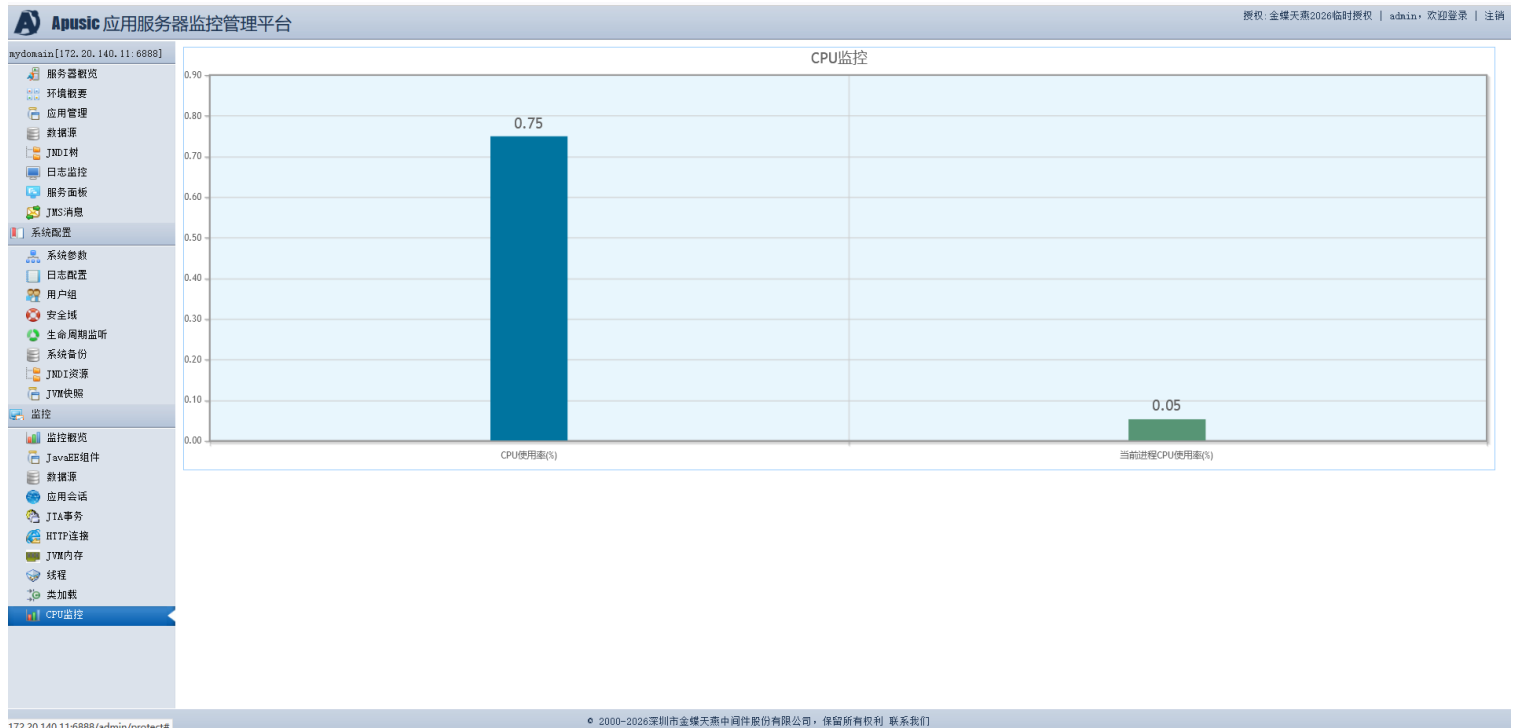 Apusic 应用服务器监控管理平台
授权:金蝶天燕2026临时授权 | admin,欢迎登录 | 注销
mydomain[172.20.140.11:6888]
服务器概览
环境概要
应用管理
数据源
JNDI树
日志监控
服务面板
JMS消息
系统配置
系统参数
日志配置
用户组
安全域
生命周期监听
系统备份
JNDI资源
JVM快照
监控
监控概览
JavaEE组件
数据源
应用会话
JTA事务
HTTP连接
JVM内存
线程
类加载
CPU监控
CPU监控
0.90
0.80
0.75
0.70
0.60
0.50
0.40
0.30
0.20
0.10
0.05
0.00
CPU使用率(%)
当前进程CPU使用率(%)
172.20.140.11:6888/admin/protect#
© 2000-2026深圳市金蝶天燕中间件股份有限公司,保留所有权利 联系我们